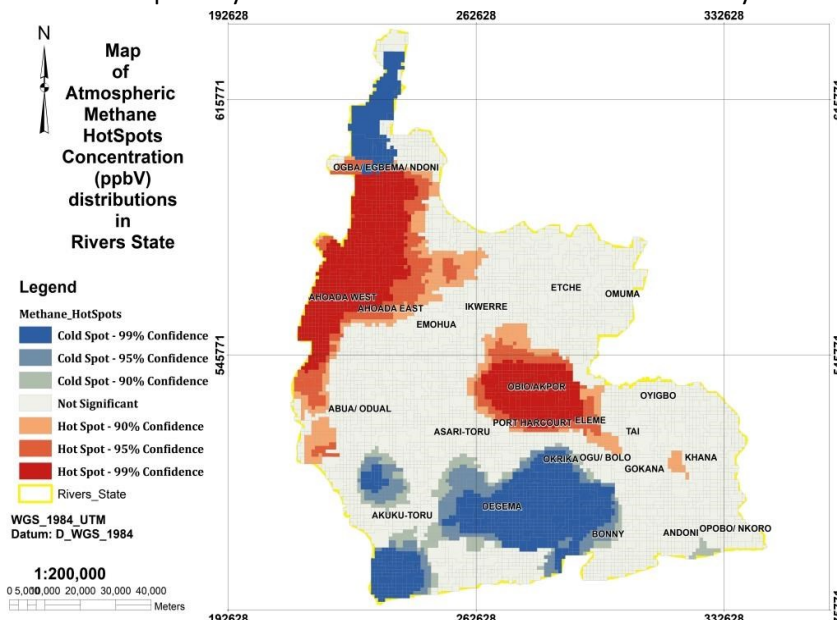 192628
262628
332628
N
Map
of
Atmospheric
Methane
HotSpots
Concentration
(ppbV)
distributions
in
Rivers State
615771
OGBA/ EGBEMA/ NDONI
Legend
Methane_HotSpots
Cold Spot - 99% Confidence
Cold Spot - 95% Confidence
Cold Spot - 90% Confidence
Not Significant
Hot Spot - 90% Confidence
Hot Spot - 95% Confidence
Hot Spot - 99% Confidence
Rivers_State
WGS_1984_UTM
Datum: D_WGS_1984
1:200,000
0 5,00010,000 20,000 30,000 40,000
Meters
ETCHE
OMUMA
AHOADA WEST
AHOADA EAST
IKWERRE
EMOHUA
545771
OBIO/AKPOR
OYIGBO
ABUA/ ODUAL
PORT HARCOURT
ELEME
ASARI-TORU
TAI
OKRIKA
OGU/ BOLO
KHANA
GOKANA
DEGEMA
AKUKU-TORU
BONNY
ANDONI
OPOBO/ NKORO
192628
262628
332628